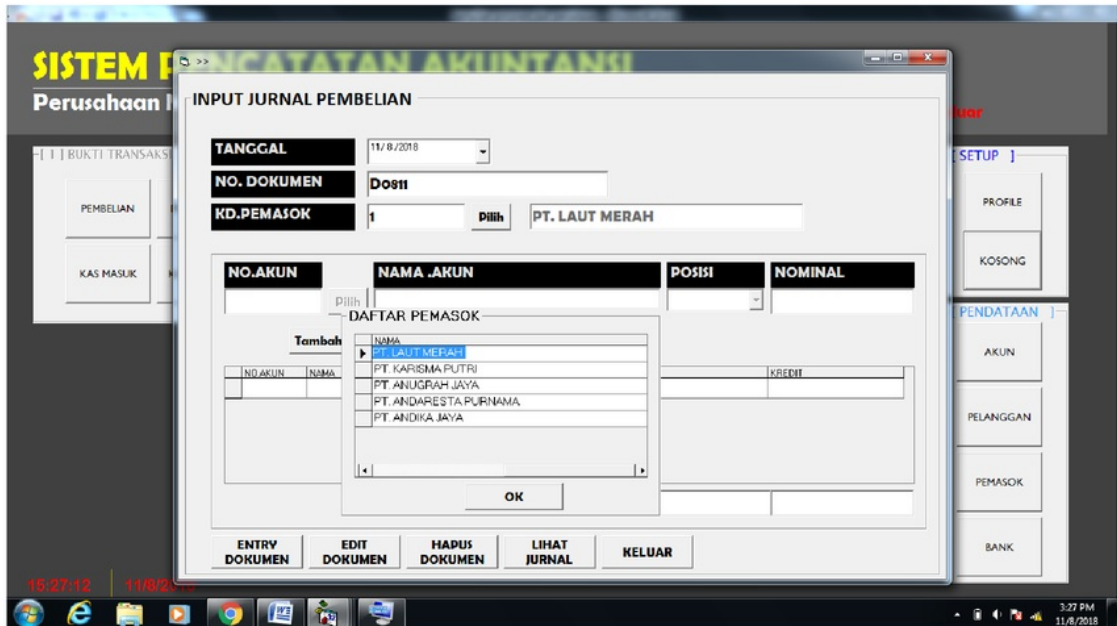 SISTEM PENCATATAN AKUNTANSI
Perusahaan
>>
INPUT JURNAL PEMBELIAN
TANGGAL 11/ 8 /2018
NO. DOKUMEN D0811
KD.PEMASOK 1 Pilih PT. LAUT MERAH
NO.AKUN NAMA .AKUN POSISI NOMINAL
Pilih
DAFTAR PEMASOK
Tambah
NAMA
PT. LAUT MERAH
PT. KARISMA PUTRI
PT. ANUGRAH JAYA
PT. ANDARESTA PURNAMA
PT. ANDIKA JAYA
NO.AKUN NAMA KREDIT
OK
ENTRY DOKUMEN
EDIT DOKUMEN
HAPUS DOKUMEN
LIHAT JURNAL
KELUAR
[ 1 ] BUKTI TRANSAKSI
PEMBELIAN
KAS MASUK
[ SETUP ]
PROFILE
KOSONG
[ PENDATAAN ]
AKUN
PELANGGAN
PEMASOK
BANK
15:27:12
3:27 PM
11/8/2018